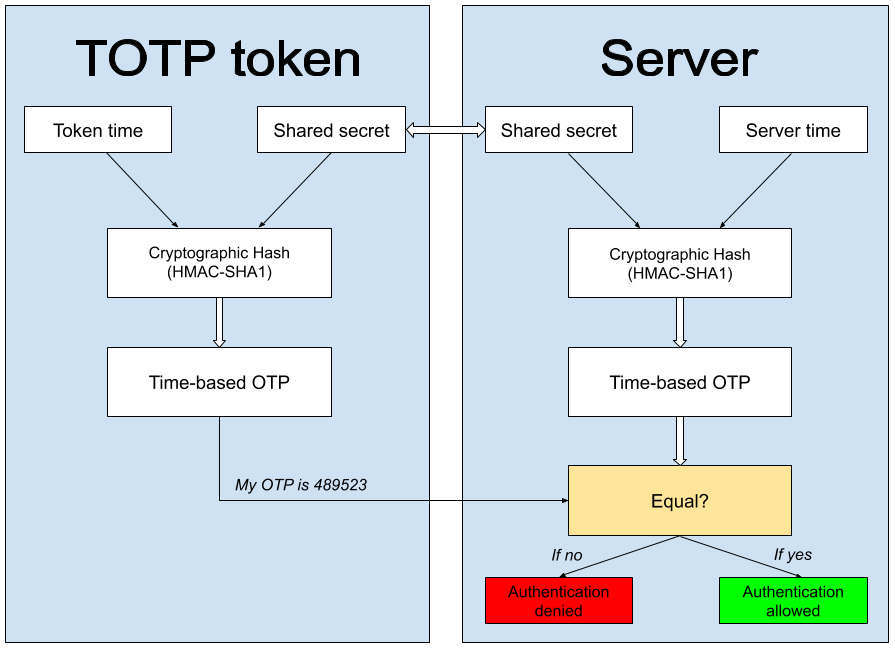 TOTP token
Server
Token time
Shared secret
Shared secret
Server time
Cryptographic Hash
(HMAC-SHA1)
Cryptographic Hash
(HMAC-SHA1)
Time-based OTP
Time-based OTP
My OTP is 489523
Equal?
If no
If yes
Authentication
denied
Authentication
allowed